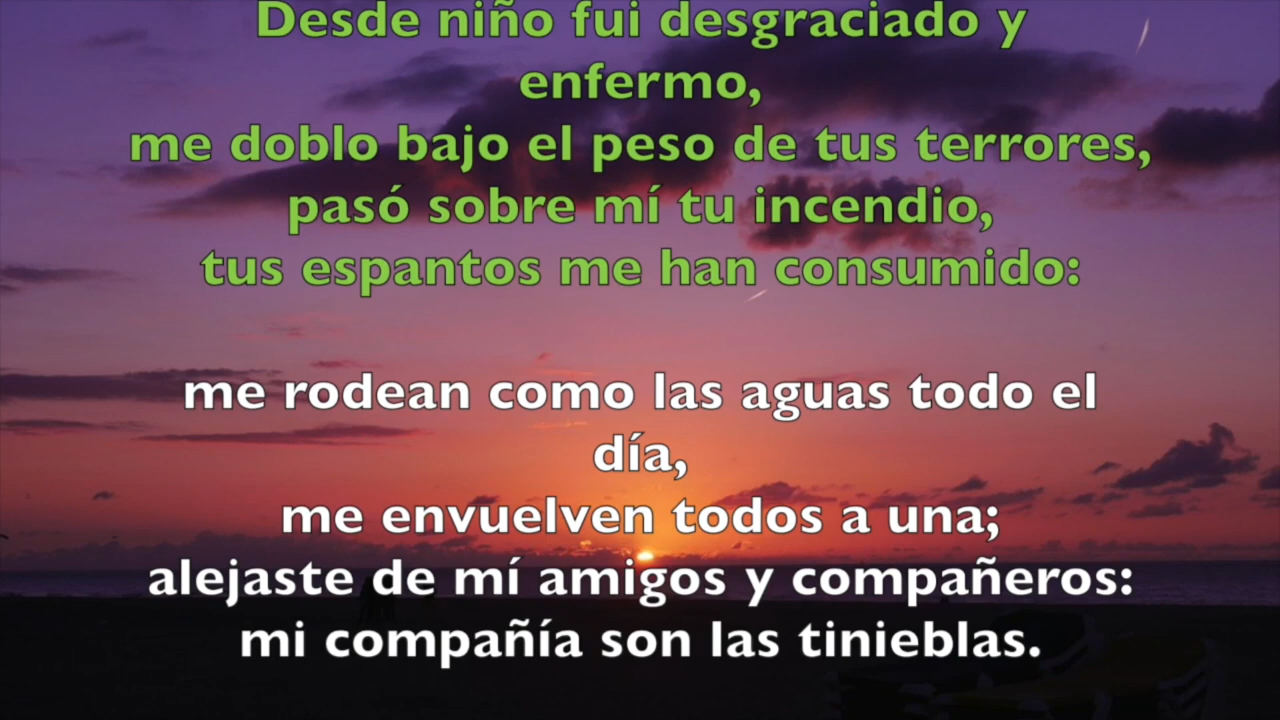 Desde niño fui desgraciado y
enfermo,
me doblo bajo el peso de tus terrores,
pasó sobre mí tu incendio,
tus espantos me han consumido:
me rodean como las aguas todo el
día,
me envuelven todos a una;
alejaste de mí amigos y compañeros:
mi compañía son las tinieblas.